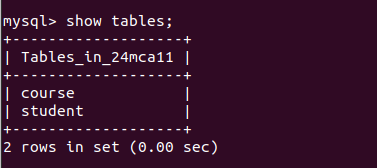 mysql> show tables;
+-------------------+
| Tables_in_24mca11 |
+-------------------+
| course            |
| student           |
+-------------------+
2 rows in set (0.00 sec)